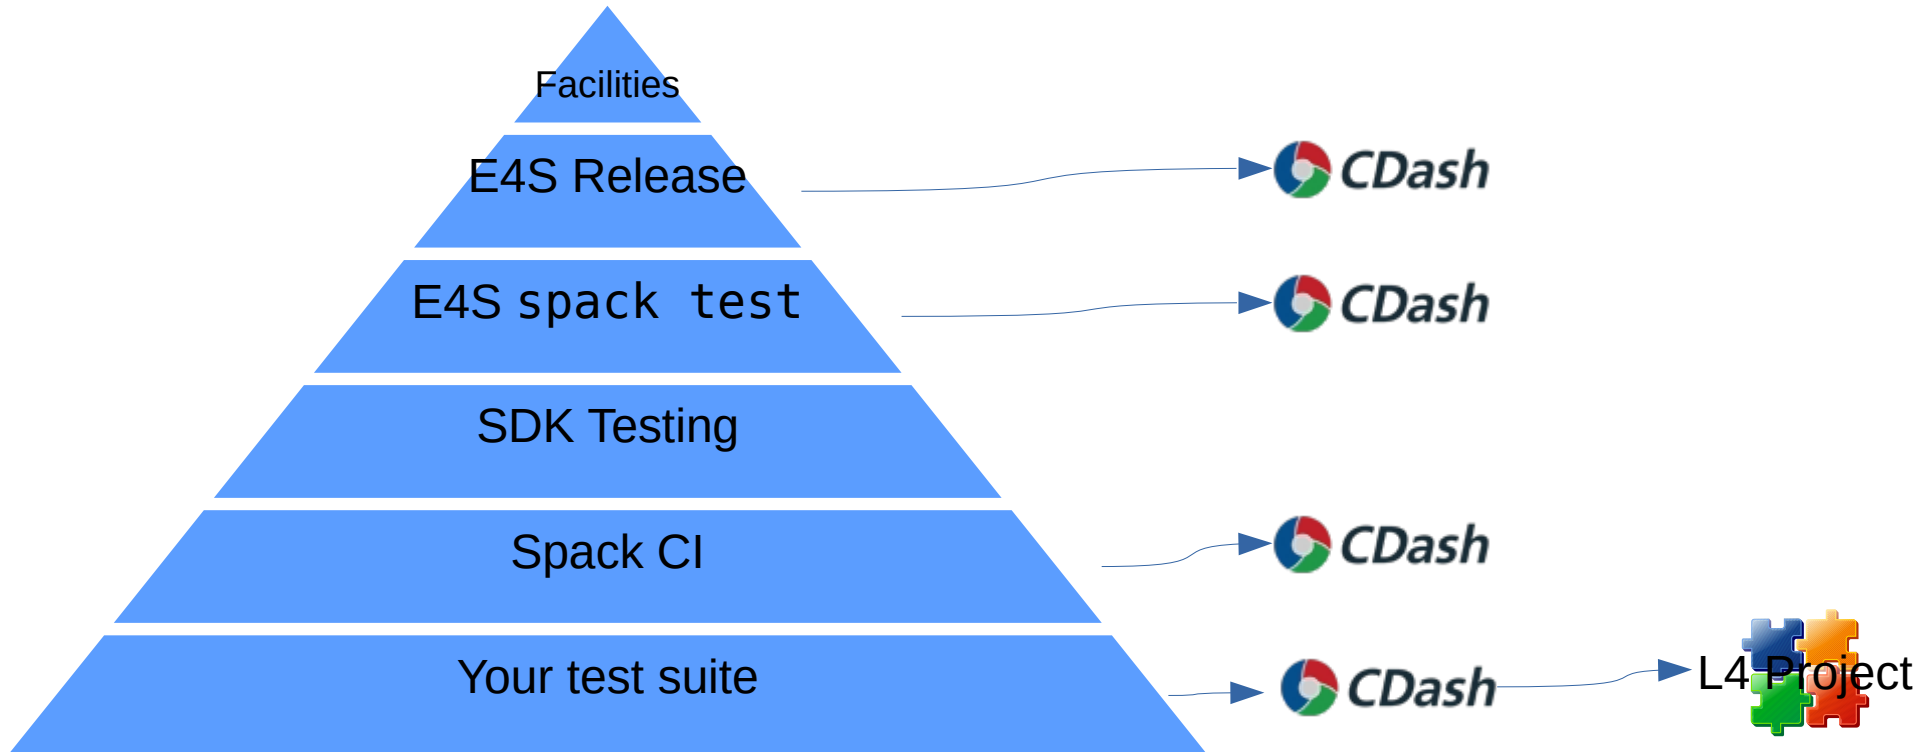 Facilities
E4S Release
CDash
E4S spack test
CDash
SDK Testing
Spack CI
CDash
Your test suite
CDash
L4 Project